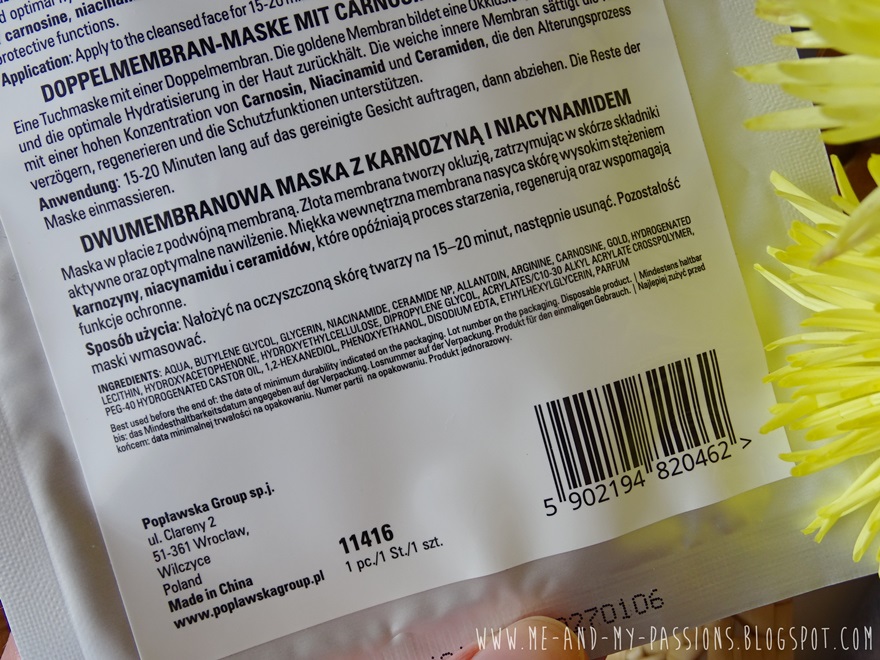 carnosine, niacin
protective functions.
Application: Apply to the cleansed face for 15-20
DOPPELMEMBRAN-MASKE MIT CARNOS
Eine Tuchmaske mit einer Doppelmembran. Die goldene Membran bildet eine Okklus
und die optimale Hydratisierung in der Haut zurückhält. Die weiche innere Membran sättigt die
mit einer hohen Konzentration von Carnosin, Niacinamid und Ceramiden, die den Alterungsprozess
verzögern, regenerieren und die Schutzfunktionen unterstützen.
Anwendung: 15-20 Minuten lang auf das gereinigte Gesicht auftragen, dann abziehen. Die Reste der
Maske einmassieren.
DWUMEMBRANOWA MASKA Z KARNOZYNĄ I NIACYNAMIDEM
Maska w płacie z podwójną membraną. Złota membrana tworzy okluzję, zatrzymując w skórze składniki
aktywne oraz optymalne nawilżenie. Miękka wewnętrzna membrana nasyca skórę wysokim stężeniem
karnozyny, niacynamidu i ceramidów, które opóźniają proces starzenia, regenerują oraz wspomagają
funkcje ochronne.
Sposób użycia: Nałożyć na oczyszczoną skórę twarzy na 15–20 minut, następnie usunąć. Pozostałość
maski wmasować.
INGREDIENTS: AQUA, BUTYLENE GLYCOL, GLYCERIN, NIACINAMIDE, CERAMIDE NP, ALLANTOIN, ARGININE, CARNOSINE, GOLD, HYDROGENATED
LECITHIN, HYDROXYACETOPHENONE, HYDROXYETHYLCELLULOSE, DIPROPYLENE GLYCOL, ACRYLATES/C10-30 ALKYL ACRYLATE CROSSPOLYMER,
PEG-40 HYDROGENATED CASTOR OIL, 1,2-HEXANEDIOL, PHENOXYETHANOL, DISODIUM EDTA, ETHYLHEXYLGLYCERIN, PARFUM
Best used before the end of: the date of minimum durability indicated on the packaging. Lot number on the packaging. Disposable product. | Mindestens haltbar
bis: das Mindesthaltbarkeitsdatum angegeben auf der Verpackung. Losnummer auf der Verpackung. Produkt für den einmaligen Gebrauch. | Najlepiej zużyć przed
końcem: data minimalnej trwałości na opakowaniu. Numer partii na opakowaniu. Produkt jednorazowy.
Popławska Group sp.j.
ul. Clareny 2
51-361 Wrocław,
Wilczyce
Poland
Made in China
www.poplawskagroup.pl
11416
1 pc./1 St./1 szt.
5 902194 820462 >
270106
WWW.ME-AND-MY-PASSIONS.BLOGSPOT.COM